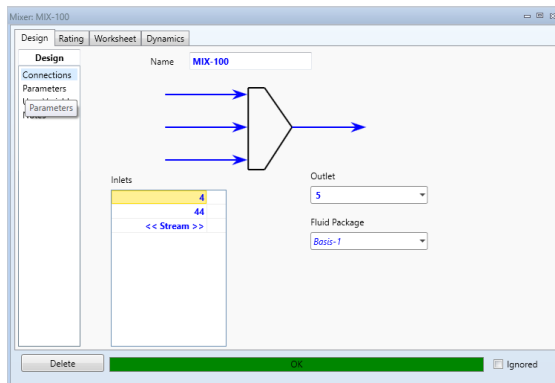 Mixer: MIX-100
Design Rating Worksheet Dynamics
Design
Connections
Parameters
Parameters
Name MIX-100
Inlets
4
44
<< Stream >>
Outlet
5
Fluid Package
Basis-1
Delete
OK
Ignored